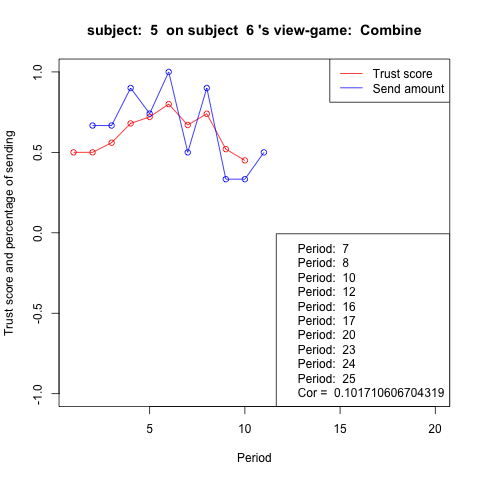 subject:  5  on subject  6 's view-game:  Combine
Trust score
Send amount
Trust score and percentage of sending
1.0
0.5
0.0
-0.5
-1.0
Period:  7
Period:  8
Period:  10
Period:  12
Period:  16
Period:  17
Period:  20
Period:  23
Period:  24
Period:  25
Cor =  0.101710606704319
5
10
15
20
Period